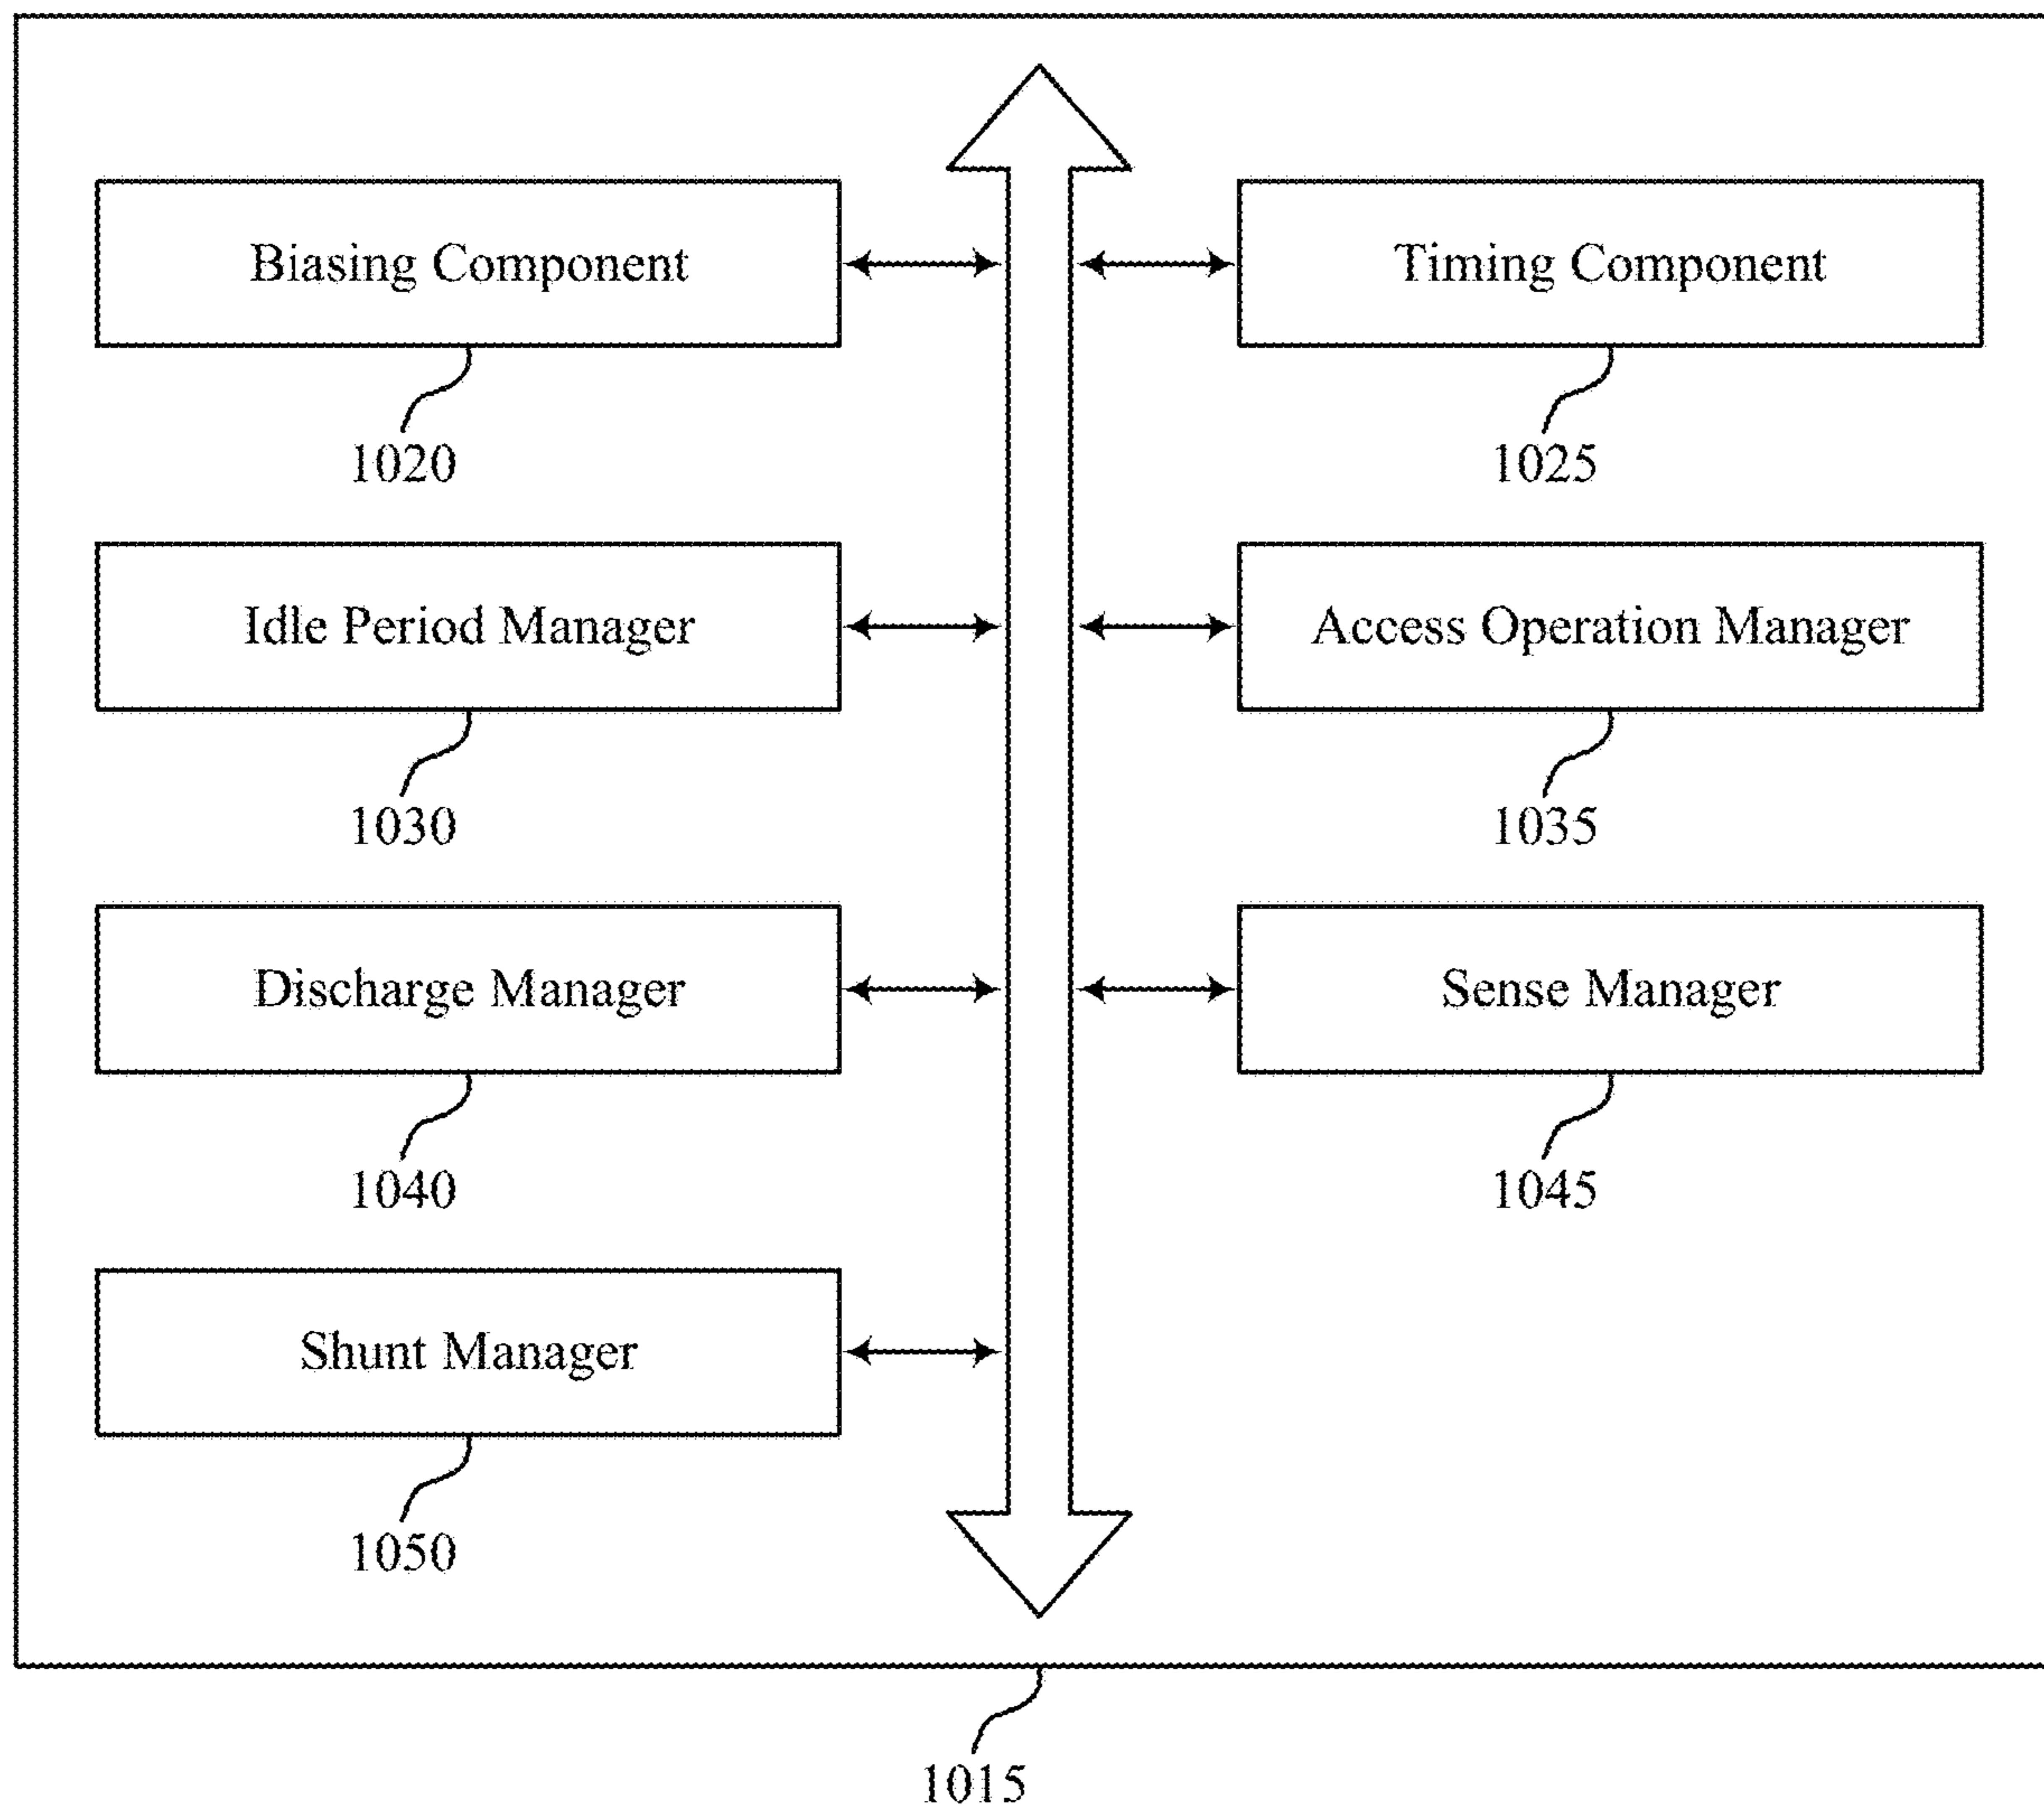 Biasing Component
Timing Component
1020
1025
Idle Period Manager
Access Operation Manager
1030
1035
Discharge Manager
Sense Manager
1040
1045
Shunt Manager
1050
1015